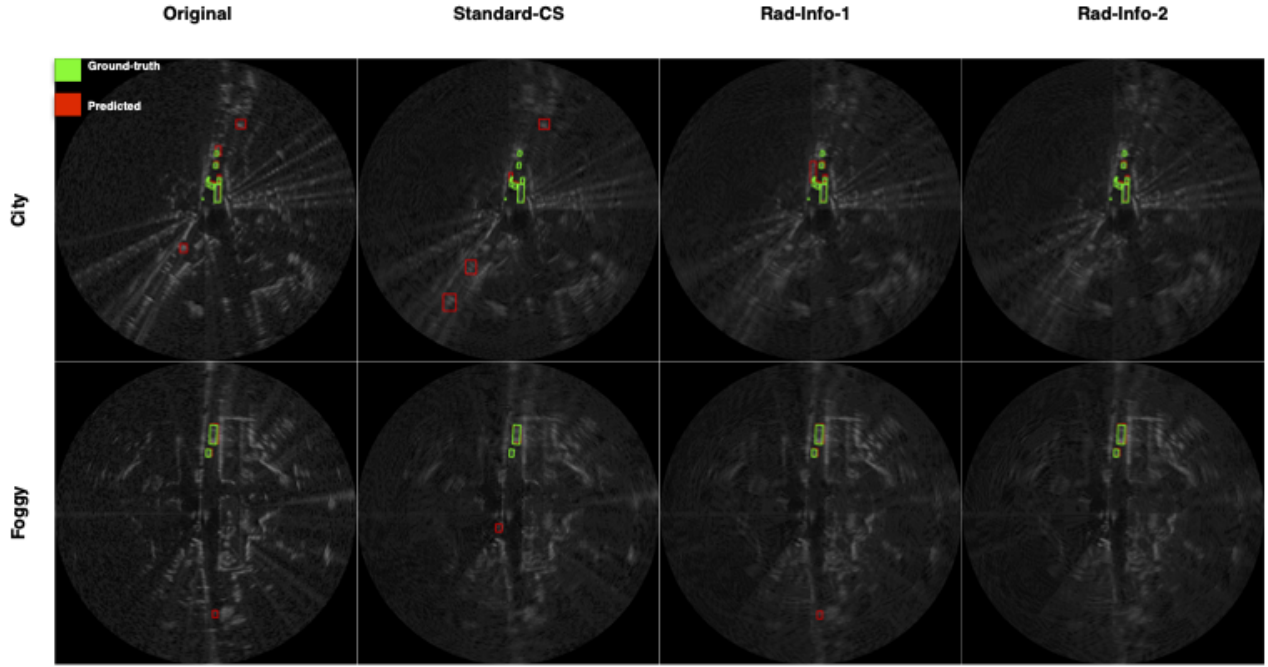 Original Standard-CS Rad-Info-1 Rad-Info-2
Ground-truth
Predicted
City
Foggy